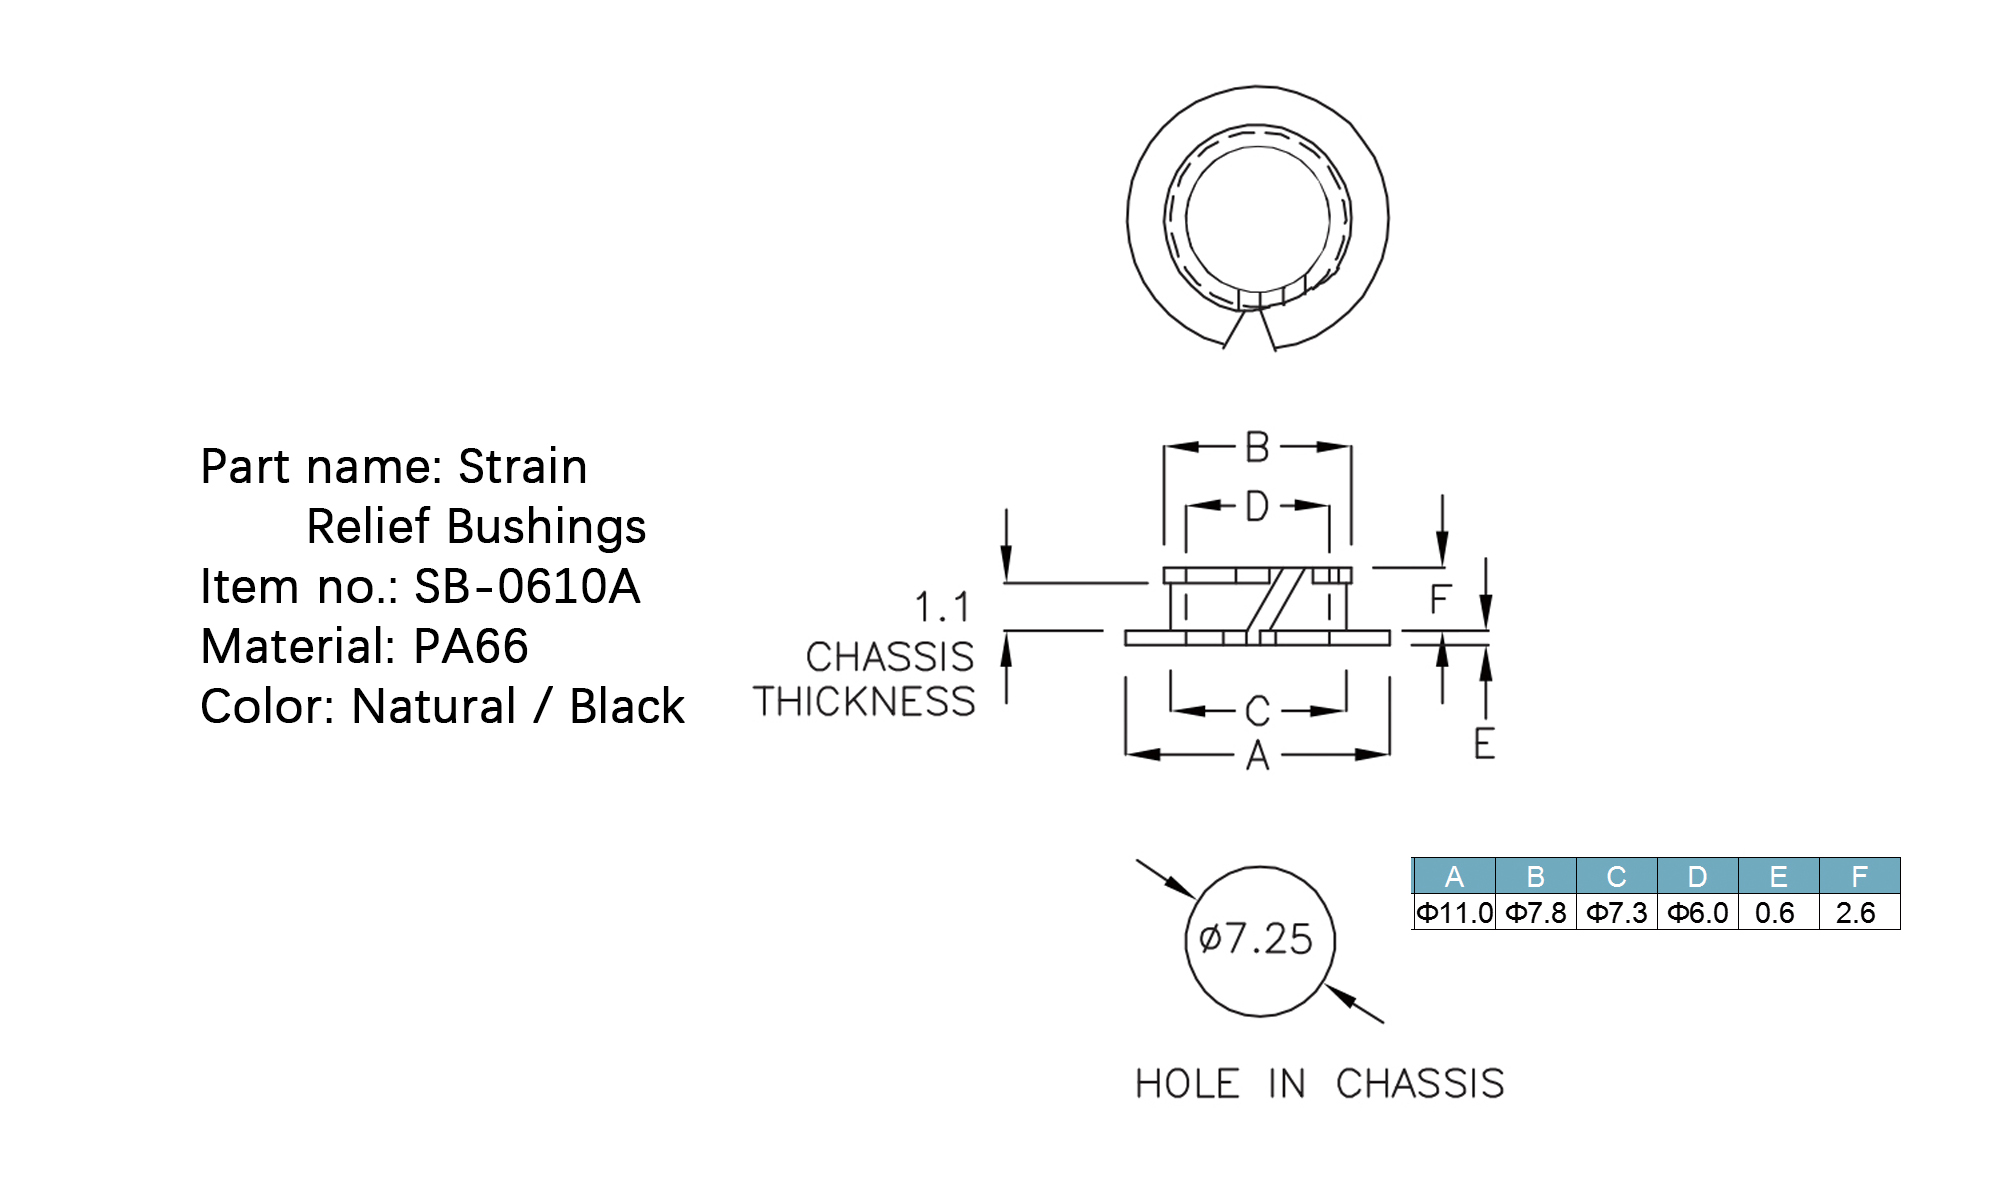 Part name: Strain
Relief Bushings
Item no.: SB-0610A
Material: PA66
Color: Natural / Black
B
D
1.1
CHASSIS
THICKNESS
F
C
A
E
A B C D E F
Φ11.0 Φ7.8 Φ7.3 Φ6.0 0.6 2.6
ø7.25
HOLE IN CHASSIS